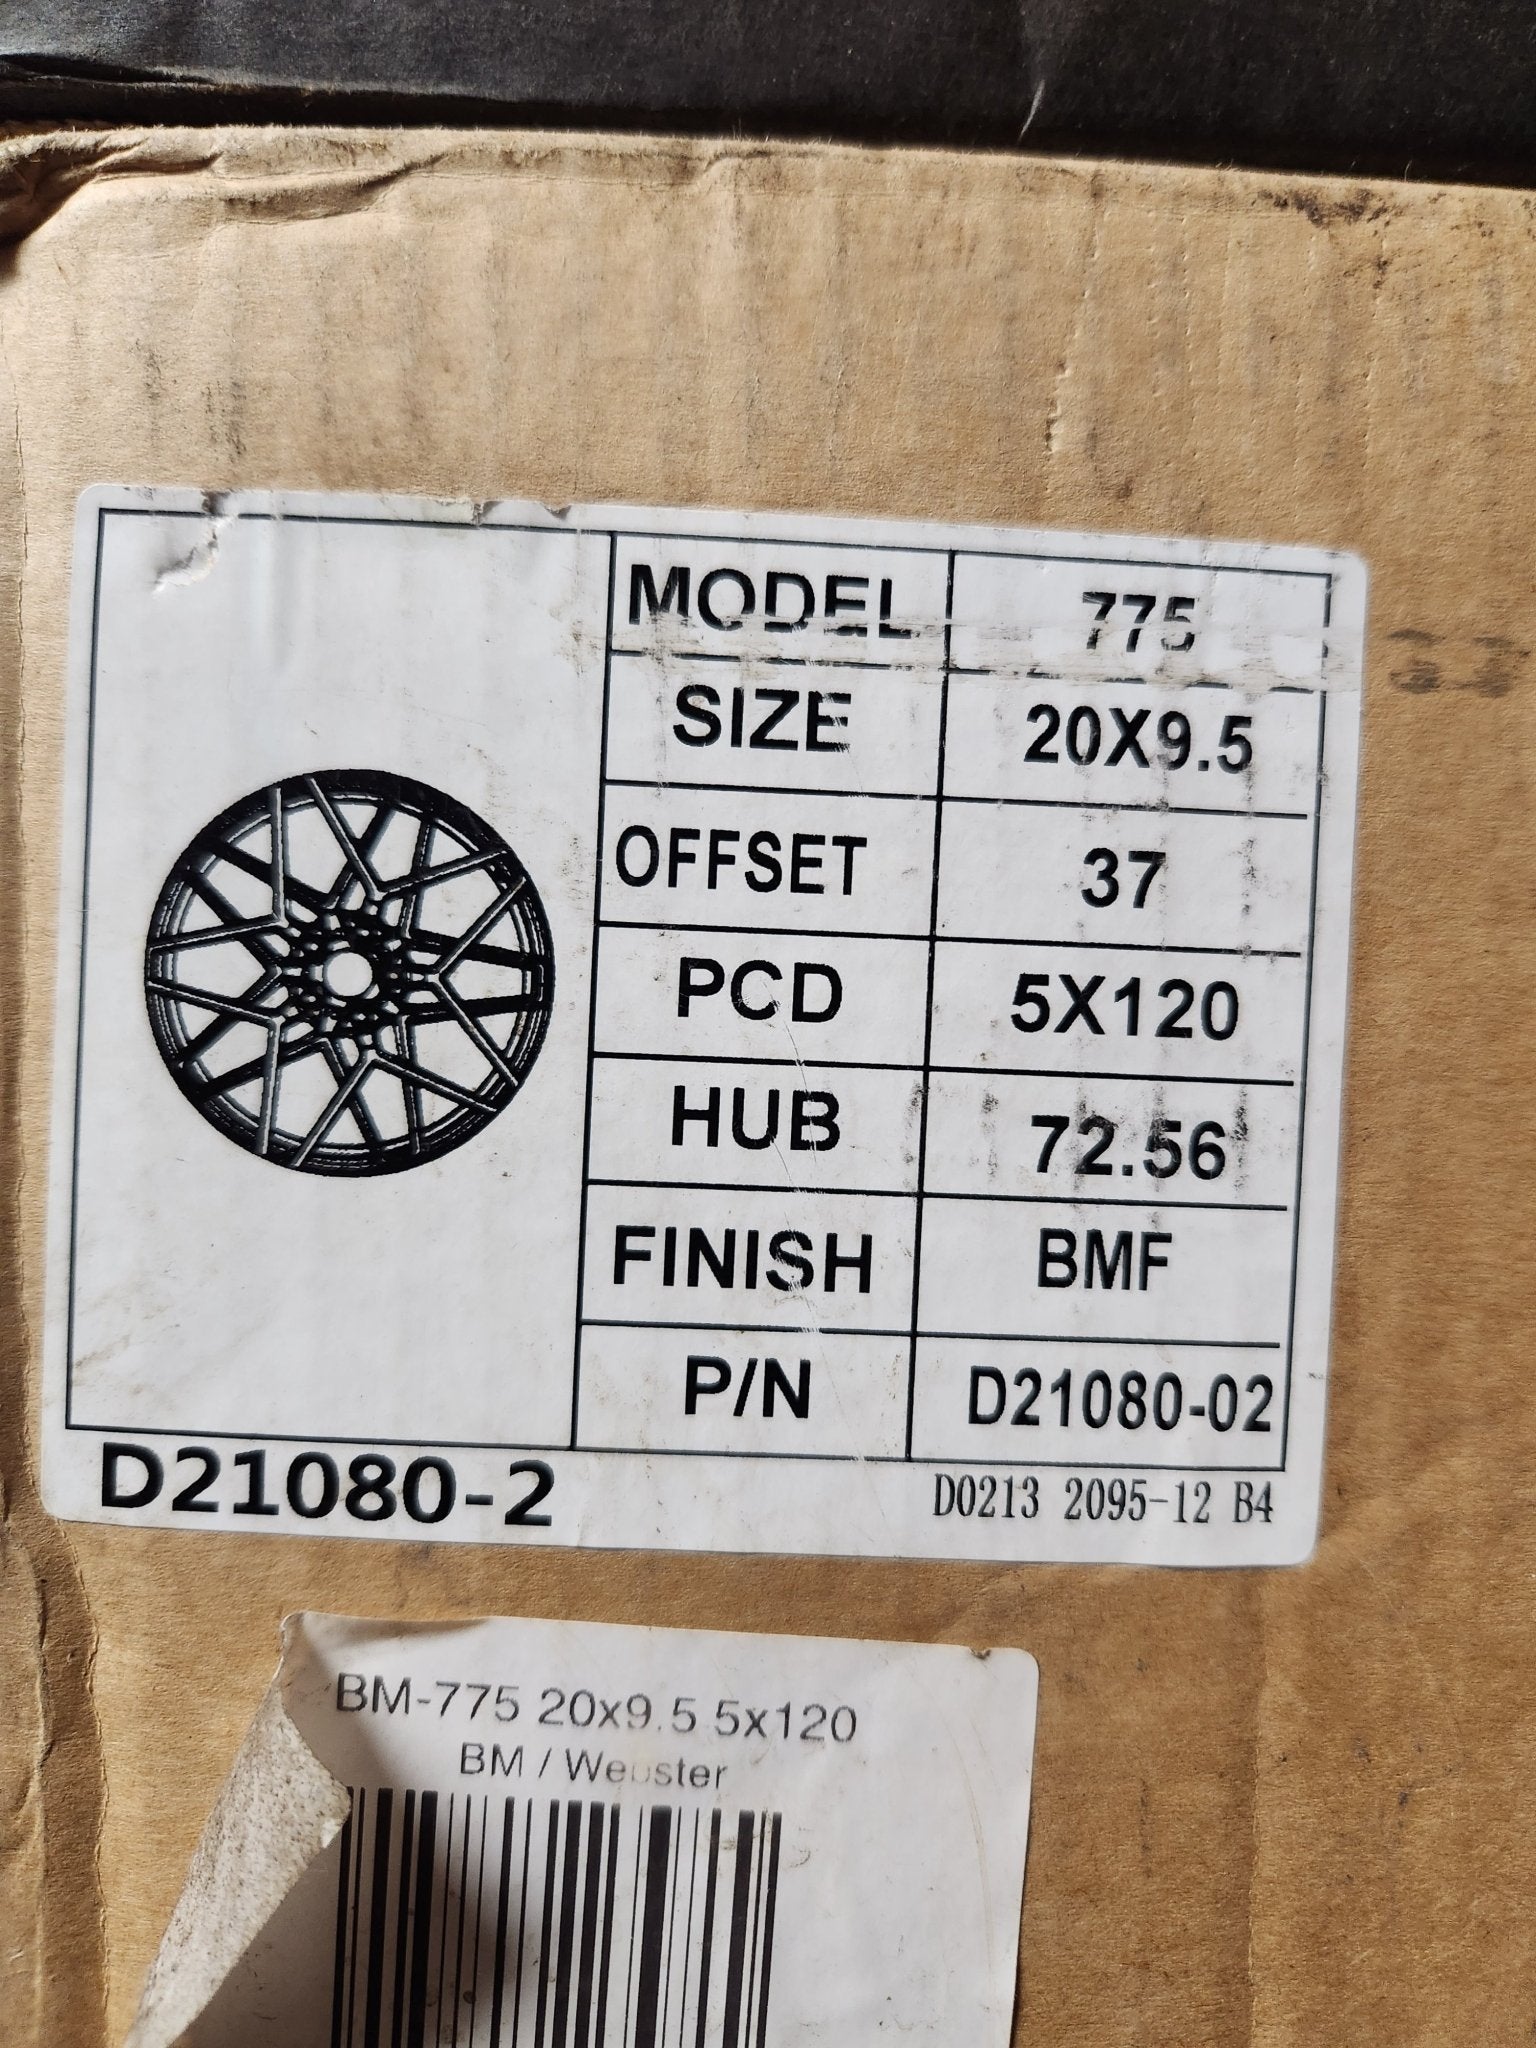 MODEL 775
SIZE 20X9.5
OFFSET 37
PCD 5X120
HUB 72.56
FINISH BMF
P/N D21080-02
D21080-2 D0213 2095-12 B4
BM-775 20x9.5 5x120
BM / Webster